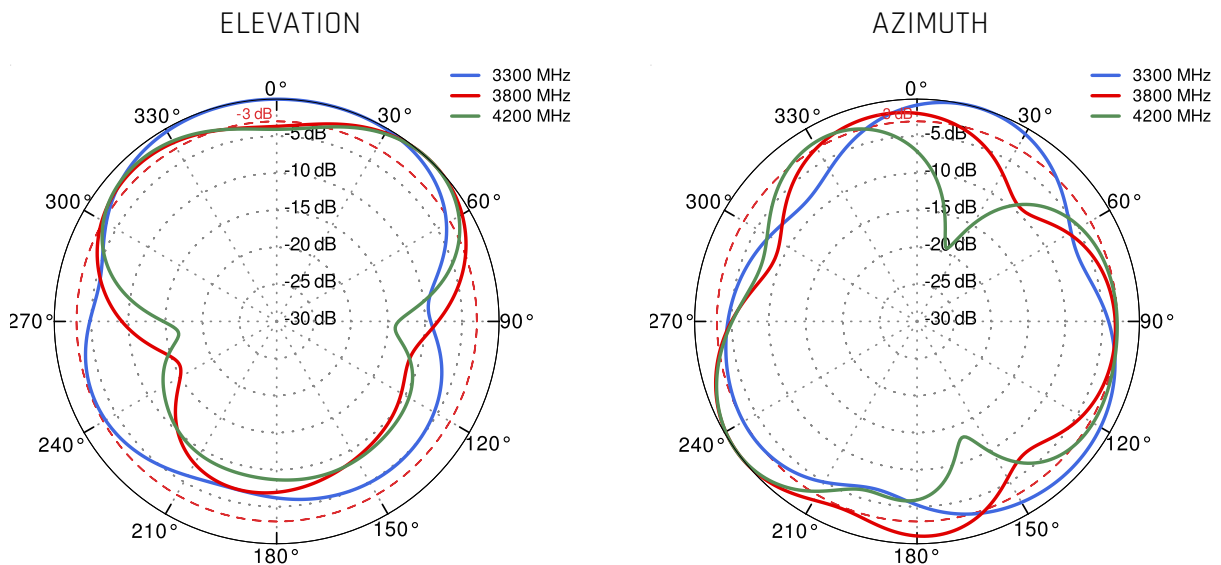 ELEVATION
3300 MHz
3800 MHz
4200 MHz
0°
330°
30°
-3 dB
-5 dB
-10 dB
300°
60°
-15 dB
-20 dB
-25 dB
270°
-30 dB
90°
240°
120°
210°
150°
180°
AZIMUTH
3300 MHz
3800 MHz
4200 MHz
0°
330°
30°
-3 dB
-5 dB
-10 dB
300°
60°
-15 dB
-20 dB
-25 dB
270°
-30 dB
90°
240°
120°
210°
150°
180°